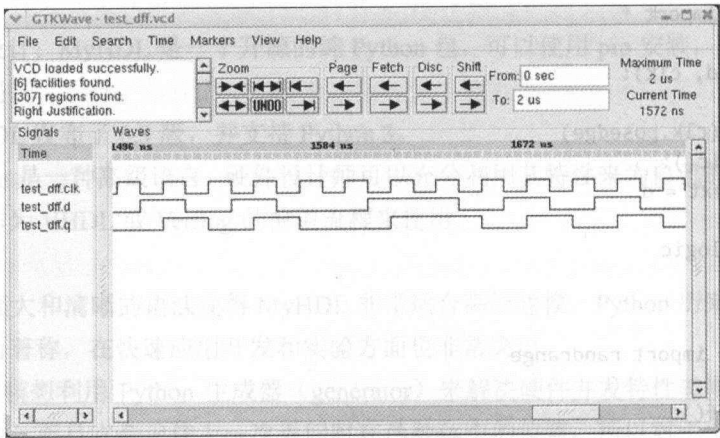 GTKWave - test_dff.vcd
File Edit Search Time Markers View Help
VCD loaded successfully.
[6] facilities found.
[307] regions found.
Right Justification.
Zoom
UNDO
Page Fetch Disc Shift
From: 0 sec
To: 2 us
Maximum Time
2 us
Current Time
1572 ns
Signals
Waves
Time
1496 ns 1584 ns 1672 ns
test_dff.clk
test_dff.d
test_dff.q